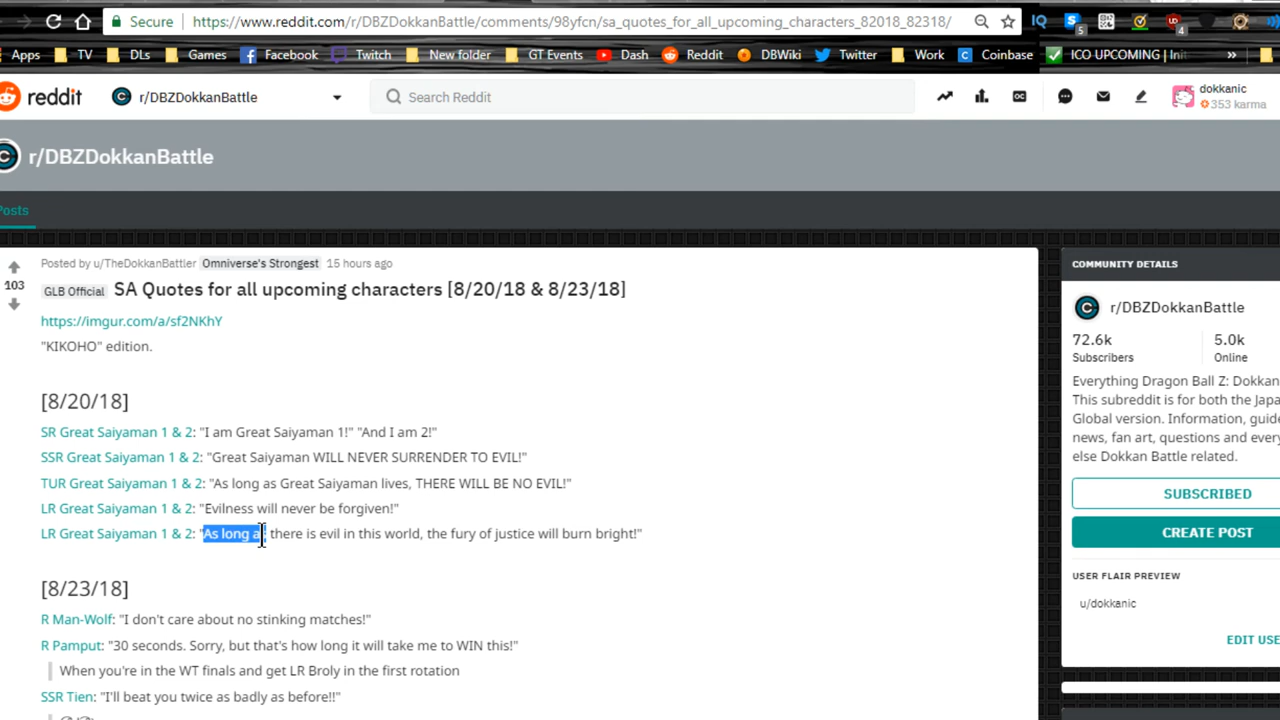 Secure https://www.reddit.com/r/DBZDokkanBattle/comments/98yfcn/sa_quotes_for_all_upcoming_characters_82018_82318/
Apps TV DLs Games Facebook Twitch New folder GT Events Dash Reddit DBWiki Twitter Work Coinbase ICO UPCOMING | Ini »
reddit r/DBZDokkanBattle Search Reddit dokkanic
353 karma
r/DBZDokkanBattle
Posts
Posted by u/TheDokkanBattler Omniverse's Strongest 15 hours ago
103
GLB Official SA Quotes for all upcoming characters [8/20/18 & 8/23/18]
https://imgur.com/a/sf2NKhY
"KIKOHO" edition.
[8/20/18]
SR Great Saiyaman 1 & 2: "I am Great Saiyaman 1!" "And I am 2!"
SSR Great Saiyaman 1 & 2: "Great Saiyaman WILL NEVER SURRENDER TO EVIL!"
TUR Great Saiyaman 1 & 2: "As long as Great Saiyaman lives, THERE WILL BE NO EVIL!"
LR Great Saiyaman 1 & 2: "Evilness will never be forgiven!"
LR Great Saiyaman 1 & 2: "As long as there is evil in this world, the fury of justice will burn bright!"
[8/23/18]
R Man-Wolf: "I don't care about no stinking matches!"
R Pamput: "30 seconds. Sorry, but that's how long it will take me to WIN this!"
When you're in the WT finals and get LR Broly in the first rotation
SSR Tien: "I'll beat you twice as badly as before!!"
COMMUNITY DETAILS
r/DBZDokkanBattle
72.6k 5.0k
Subscribers Online
Everything Dragon Ball Z: Dokkan
This subreddit is for both the Japa
Global version. Information, guide
news, fan art, questions and every
else Dokkan Battle related.
SUBSCRIBED
CREATE POST
USER FLAIR PREVIEW
u/dokkanic
EDIT USE